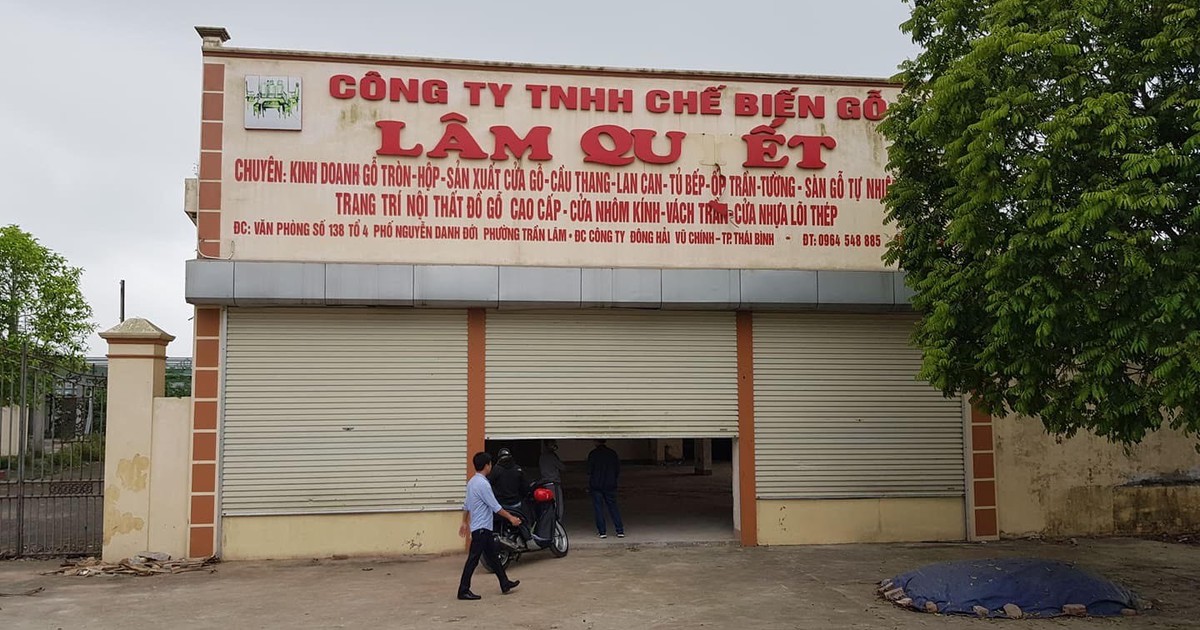 CÔNG TY TNHH CHẾ BIẾN GỖ
LÂM QU ẾT
CHUYÊN: KINH DOANH GỖ TRÒN-HỘP-SẢN XUẤT CỬA GỖ-CẦU THANG-LAN CAN-TỦ BẾP-ỐP TRẦN-TƯỜNG - SÀN GỖ TỰ NHIÊ
TRANG TRÍ NỘI THẤT ĐỒ GỖ CAO CẤP-CỬA NHÔM KÍNH-VÁCH TRẦN-CỬA NHỰA LÕI THÉP
ĐC: VĂN PHÒNG SỐ 138 TỔ 4 PHỐ NGUYỄN DANH ĐỚI PHƯỜNG TRẦN LÃM - ĐC CÔNG TY ĐÔNG HẢI VŨ CHÍNH - TP THÁI BÌNH - ĐT: 0964 548 885